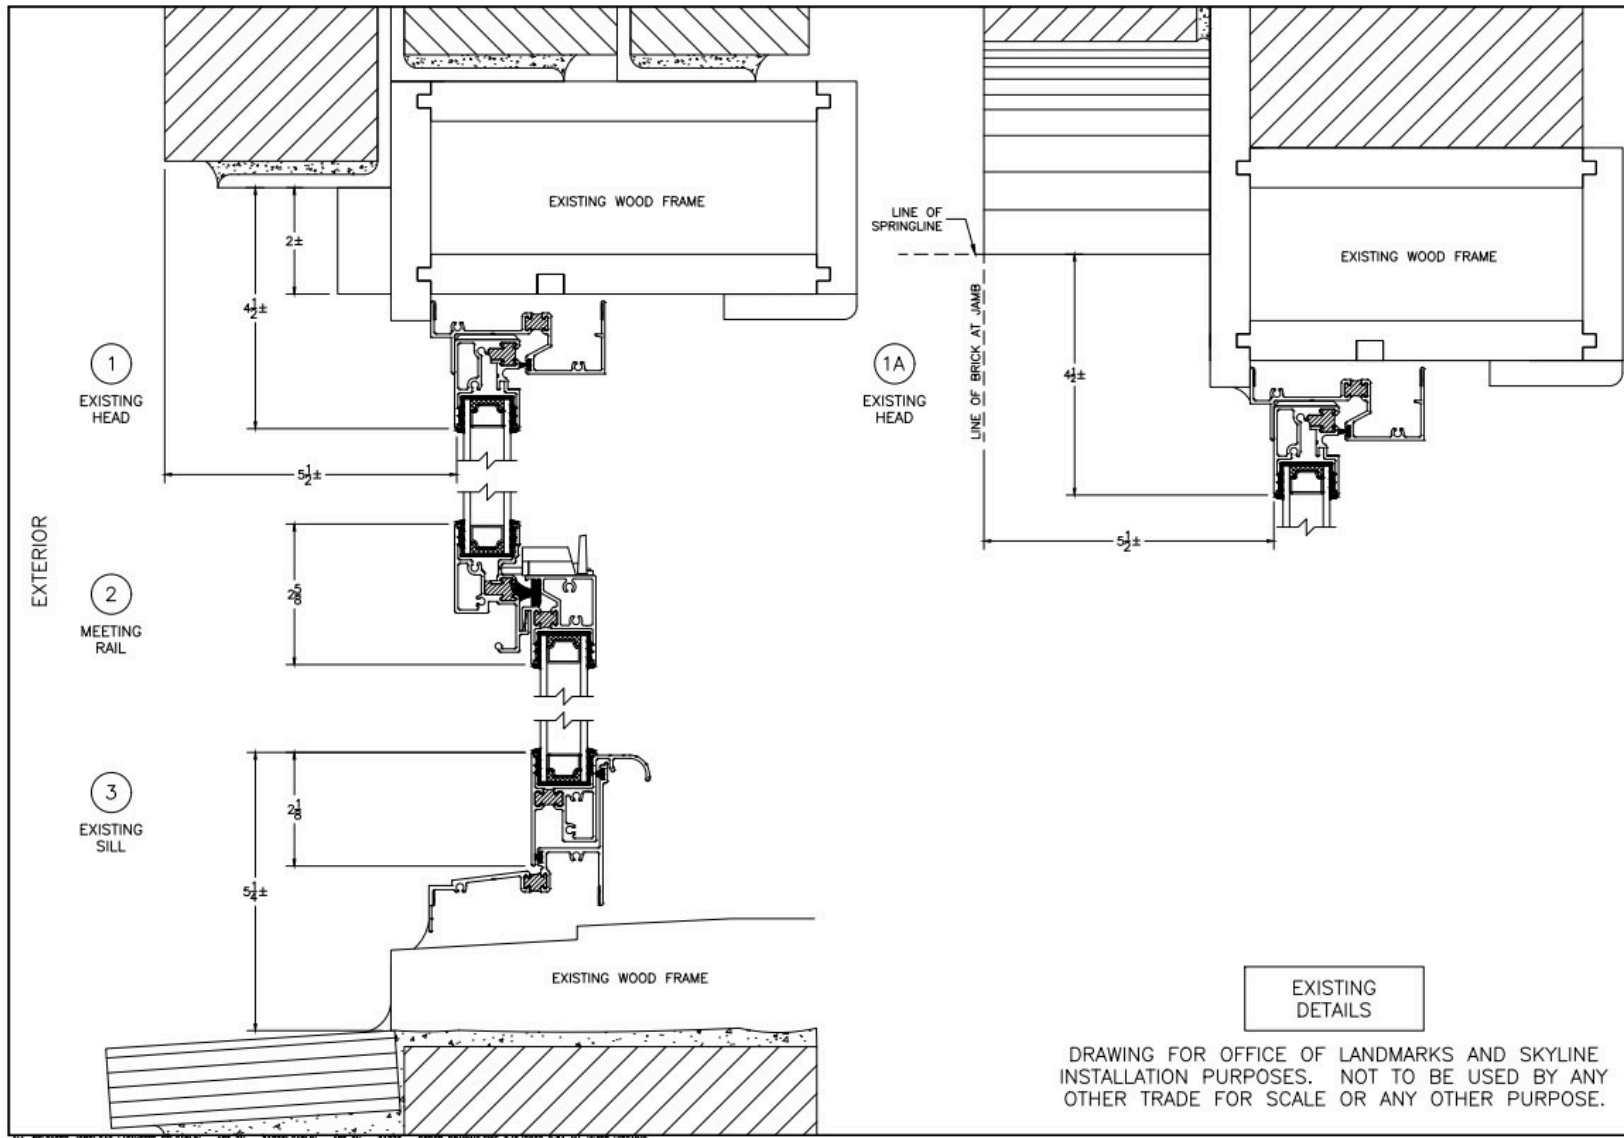 EXISTING WOOD FRAME
2±
4½±
1
EXISTING
HEAD
5½±
LINE OF
SPRINGLINE
EXISTING WOOD FRAME
LINE OF BRICK AT JAMB
4½±
1A
EXISTING
HEAD
5½±
EXTERIOR
2
MEETING
RAIL
2⅝
3
EXISTING
SILL
2⅛
5¼±
EXISTING WOOD FRAME
EXISTING
DETAILS
DRAWING FOR OFFICE OF LANDMARKS AND SKYLINE
INSTALLATION PURPOSES. NOT TO BE USED BY ANY
OTHER TRADE FOR SCALE OR ANY OTHER PURPOSE.